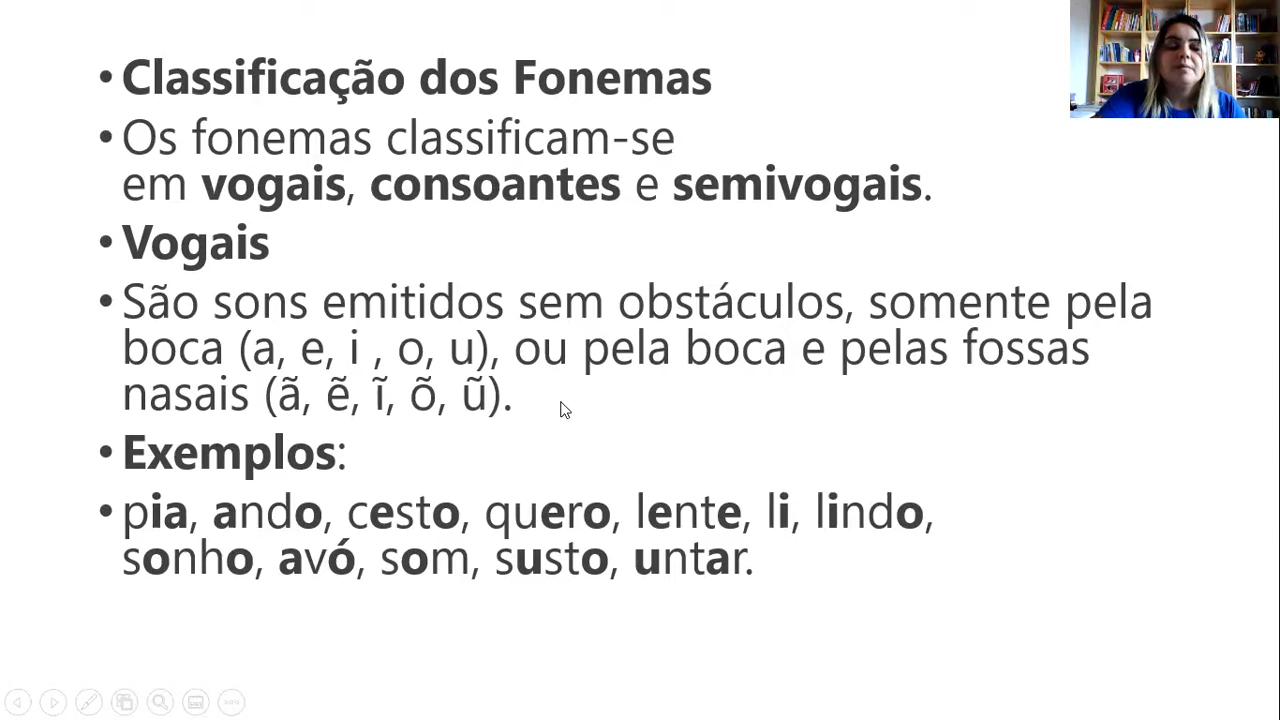 • Classificação dos Fonemas
• Os fonemas classificam-se
em vogais, consoantes e semivogais.
• Vogais
• São sons emitidos sem obstáculos, somente pela
boca (a, e, i , o, u), ou pela boca e pelas fossas
nasais (ã, ẽ, ĩ, õ, ũ).
• Exemplos:
• pia, ando, cesto, quero, lente, li, lindo,
sonho, avó, som, susto, untar.